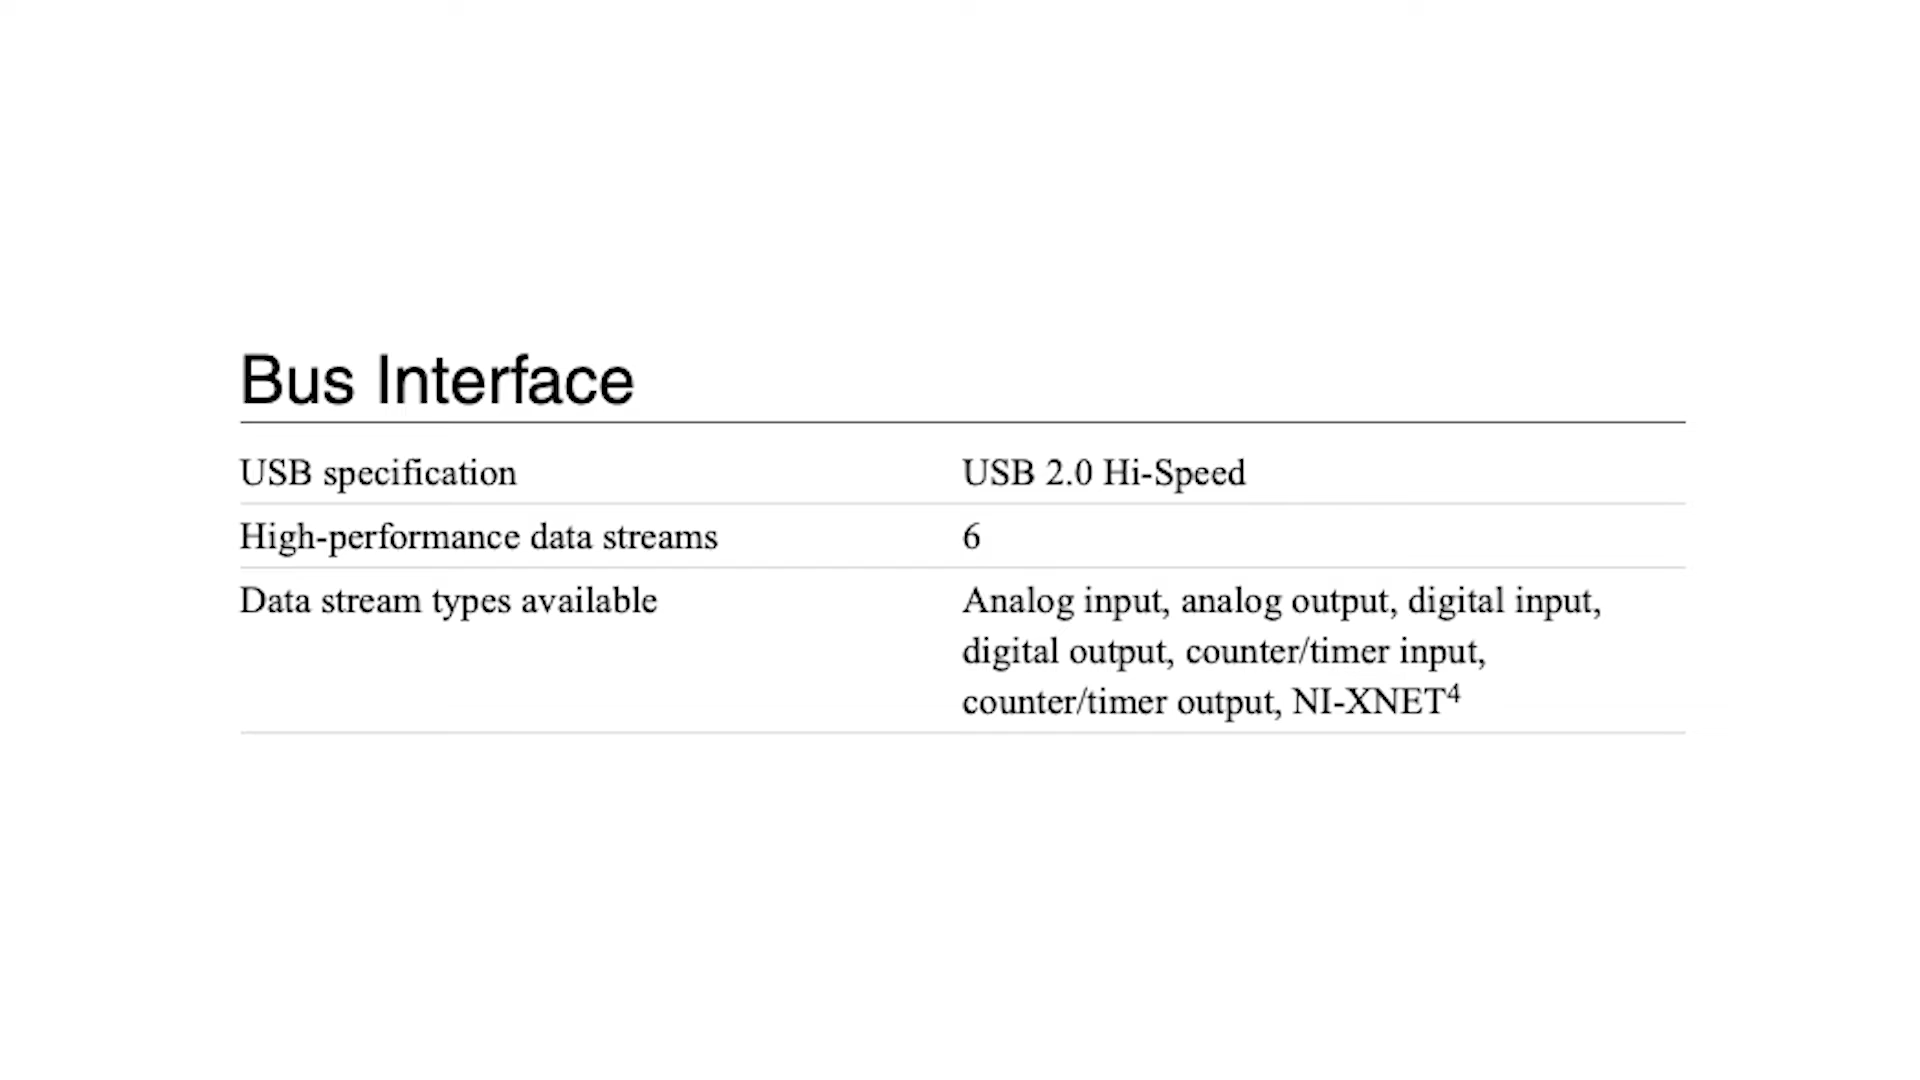 Bus Interface
USB specification USB 2.0 Hi-Speed
High-performance data streams 6
Data stream types available Analog input, analog output, digital input,
digital output, counter/timer input,
counter/timer output, NI-XNET⁴